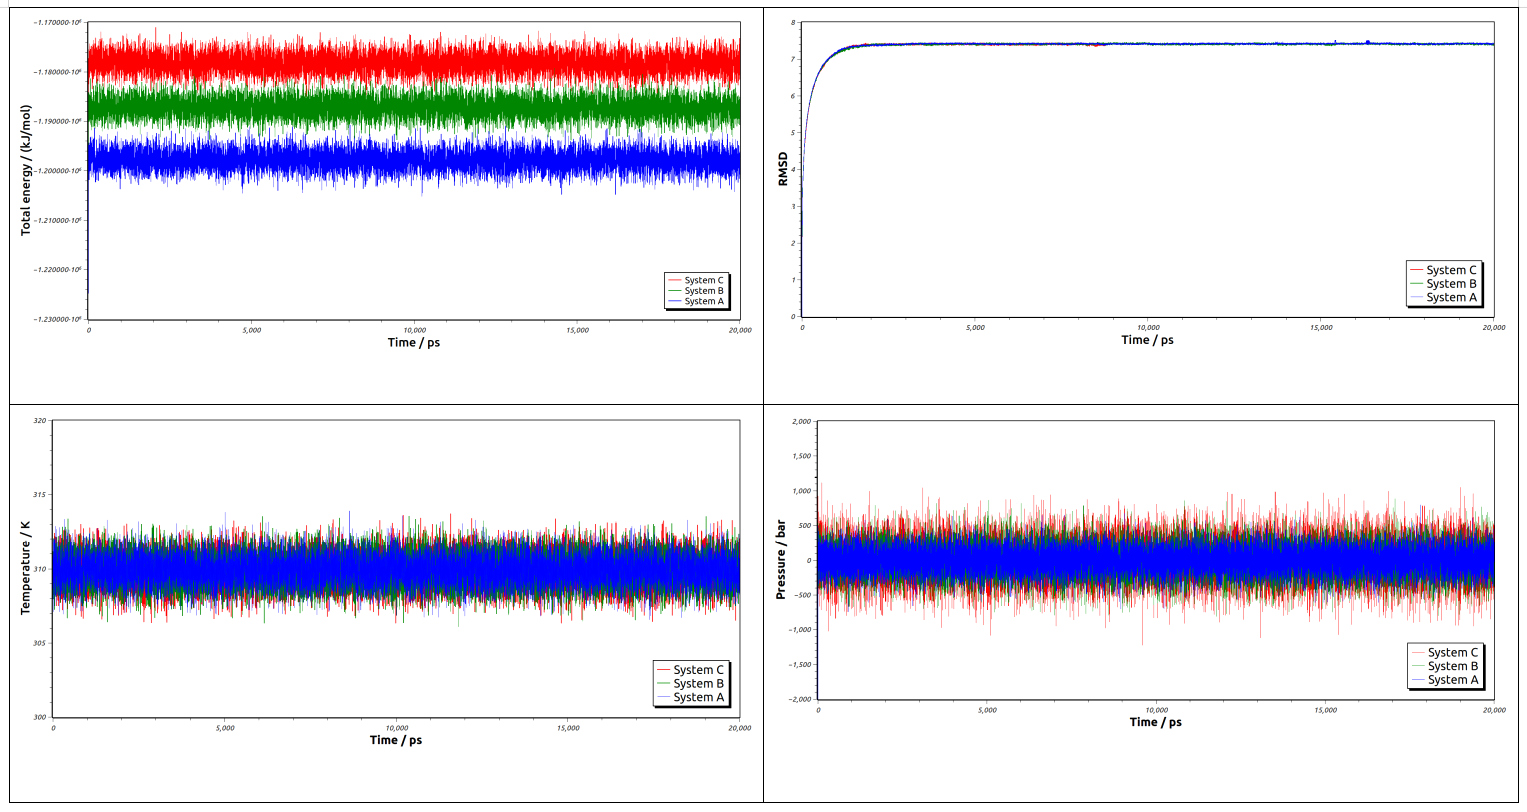 −1.170000·10⁶
−1.180000·10⁶
−1.190000·10⁶
−1.200000·10⁶
−1.210000·10⁶
−1.220000·10⁶
−1.230000·10⁶
Total energy / (kJ/mol)
0 5,000 10,000 15,000 20,000
Time / ps
System C
System B
System A
8
7
6
5
4
3
2
1
0
RMSD
0 5,000 10,000 15,000 20,000
Time / ps
System C
System B
System A
320
315
310
305
300
Temperature / K
0 5,000 10,000 15,000 20,000
Time / ps
System C
System B
System A
2,000
1,500
1,000
500
0
−500
−1,000
−1,500
−2,000
Pressure / bar
0 5,000 10,000 15,000 20,000
Time / ps
System C
System B
System A